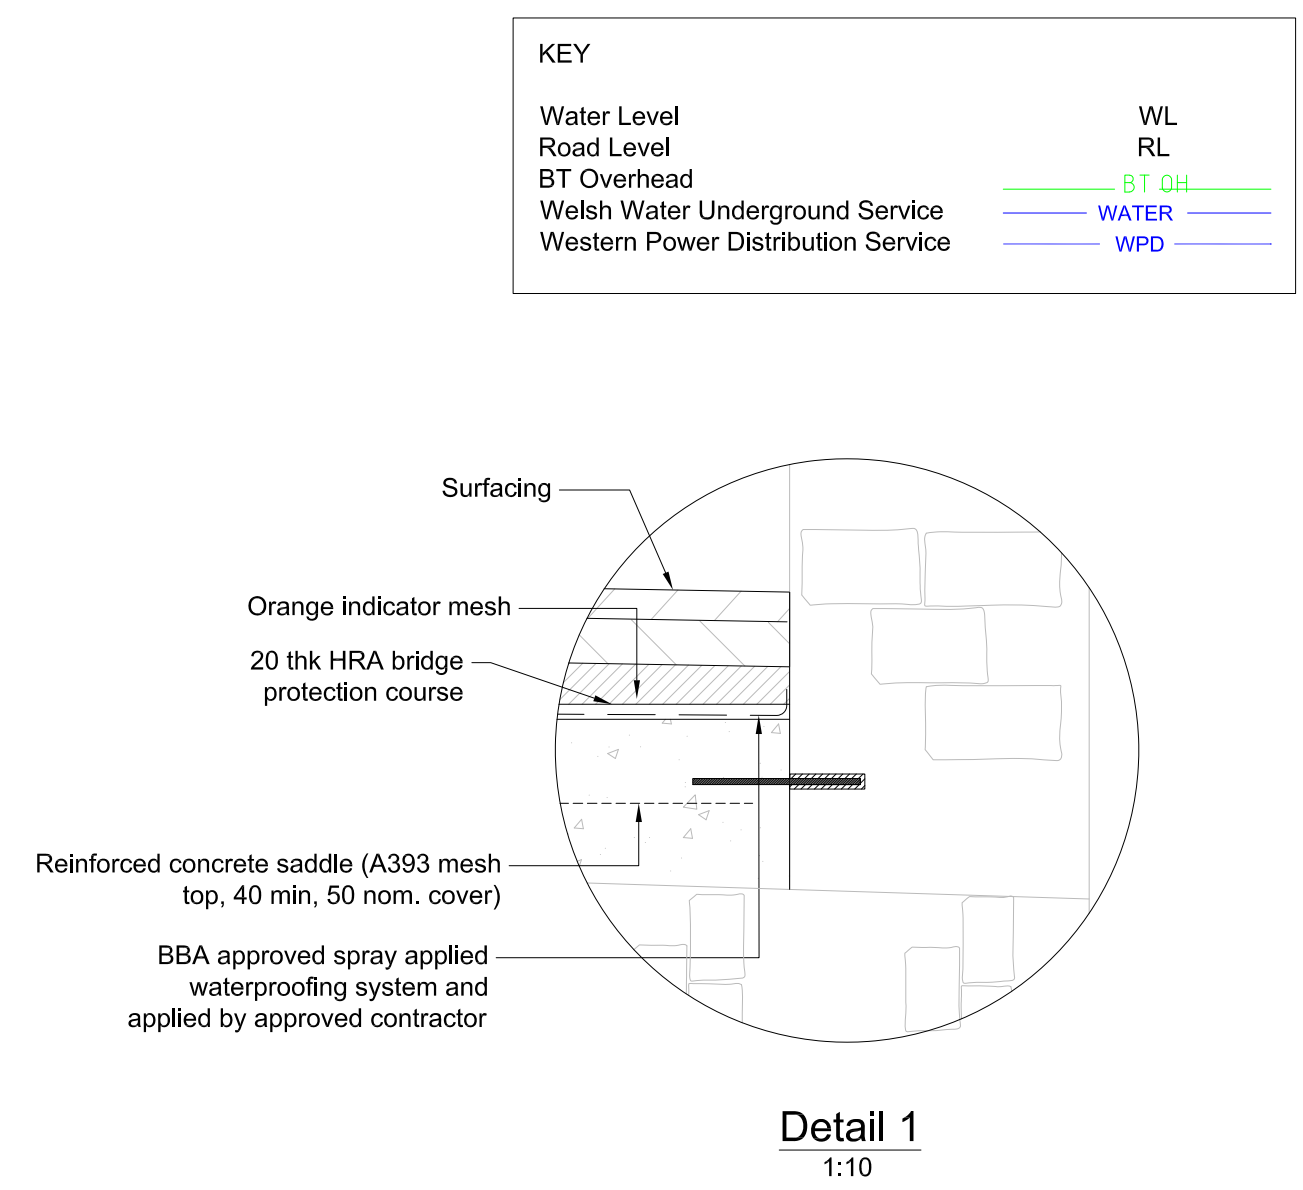 KEY
Water Level WL
Road Level RL
BT Overhead BT OH
Welsh Water Underground Service WATER
Western Power Distribution Service WPD
Surfacing
Orange indicator mesh
20 thk HRA bridge
protection course
Reinforced concrete saddle (A393 mesh
top, 40 min, 50 nom. cover)
BBA approved spray applied
waterproofing system and
applied by approved contractor
Detail 1
1:10